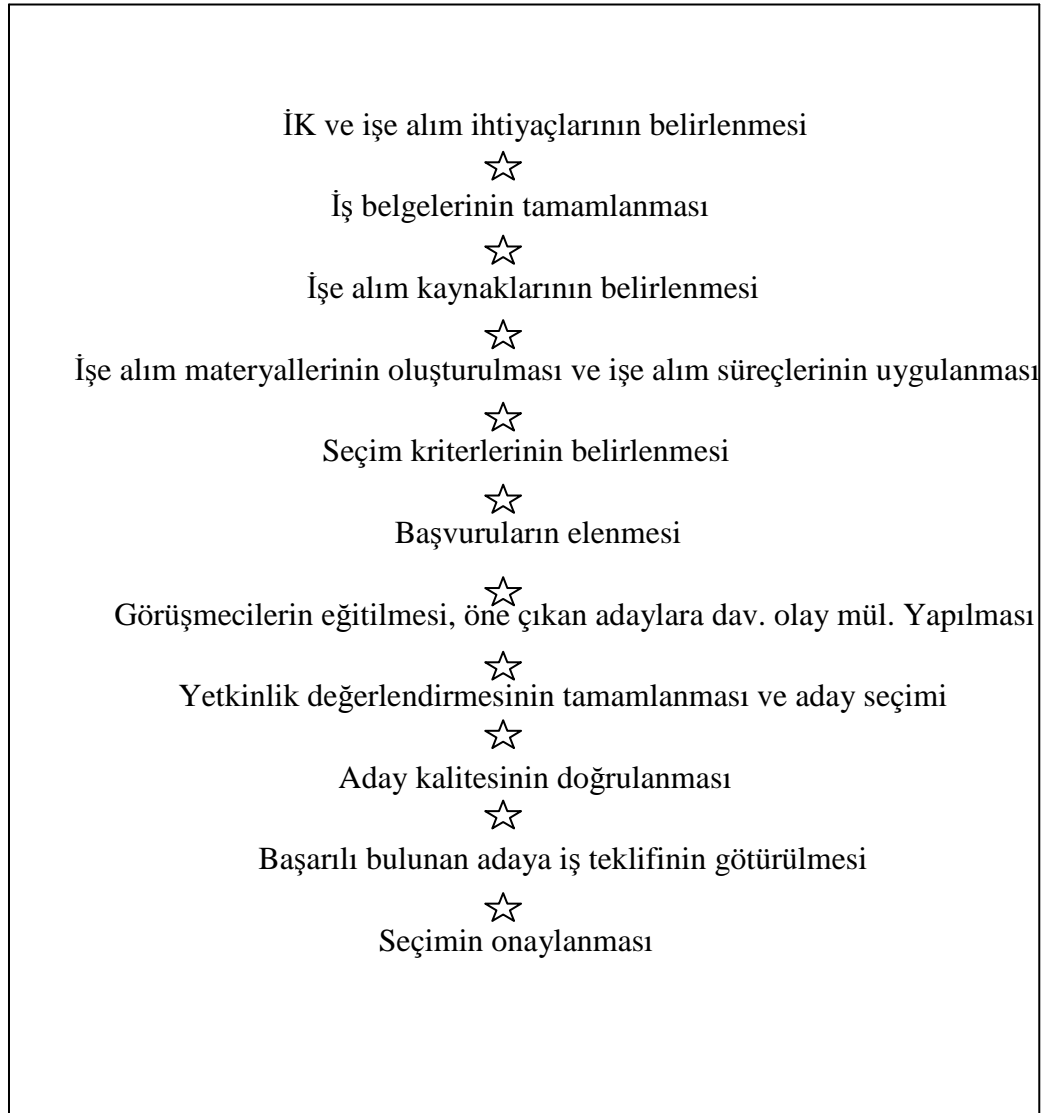 İK ve işe alım ihtiyaçlarının belirlenmesi
İş belgelerinin tamamlanması
İşe alım kaynaklarının belirlenmesi
İşe alım materyallerinin oluşturulması ve işe alım süreçlerinin uygulanması
Seçim kriterlerinin belirlenmesi
Başvuruların elenmesi
Görüşmecilerin eğitilmesi, öne çıkan adaylara dav. olay mül. Yapılması
Yetkinlik değerlendirmesinin tamamlanması ve aday seçimi
Aday kalitesinin doğrulanması
Başarılı bulunan adaya iş teklifinin götürülmesi
Seçimin onaylanması